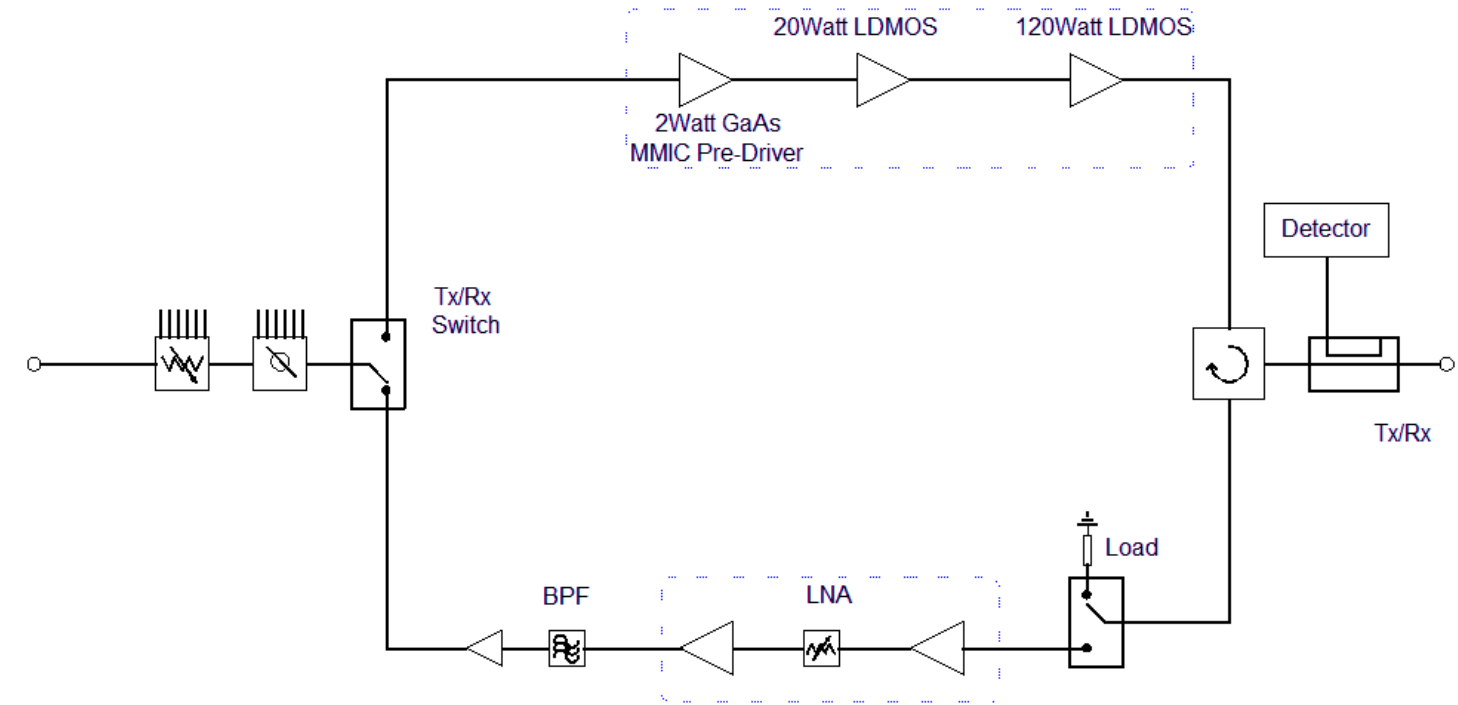 20Watt LDMOS
120Watt LDMOS
2Watt GaAs
MMIC Pre-Driver
Detector
Tx/Rx
Switch
Tx/Rx
Load
BPF
LNA